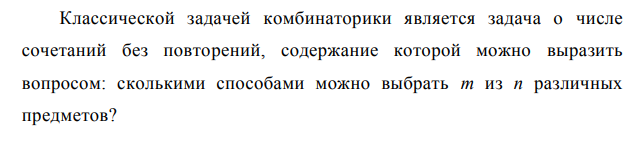 Классической задачей комбинаторики является задача о числе
сочетаний без повторений, содержание которой можно выразить
вопросом: сколькими способами можно выбрать m из n различных
предметов?